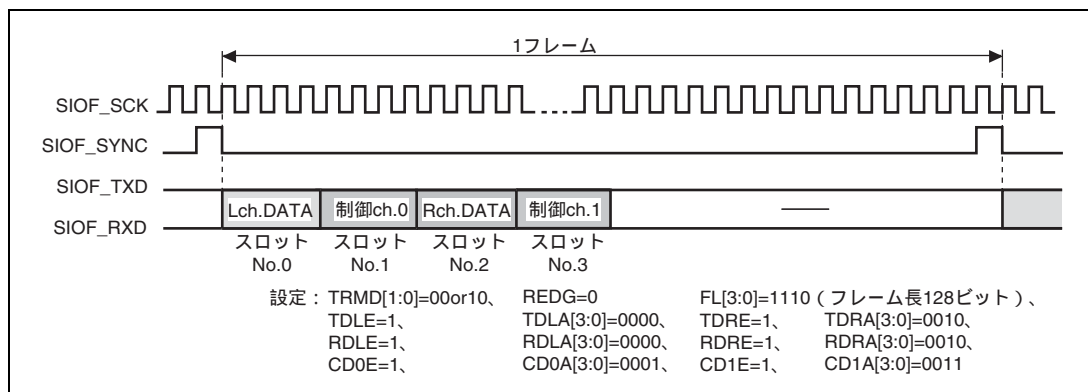 1フレーム
SIOF_SCK
SIOF_SYNC
SIOF_TXD
SIOF_RXD
Lch.DATA 制御ch.0 Rch.DATA 制御ch.1
スロット スロット スロット スロット
No.0 No.1 No.2 No.3
設定：TRMD[1:0]=00or10、 REDG=0 FL[3:0]=1110（フレーム長128ビット）、
TDLE=1、 TDLA[3:0]=0000、 TDRE=1、 TDRA[3:0]=0010、
RDLE=1、 RDLA[3:0]=0000、 RDRE=1、 RDRA[3:0]=0010、
CD0E=1、 CD0A[3:0]=0001、 CD1E=1、 CD1A[3:0]=0011